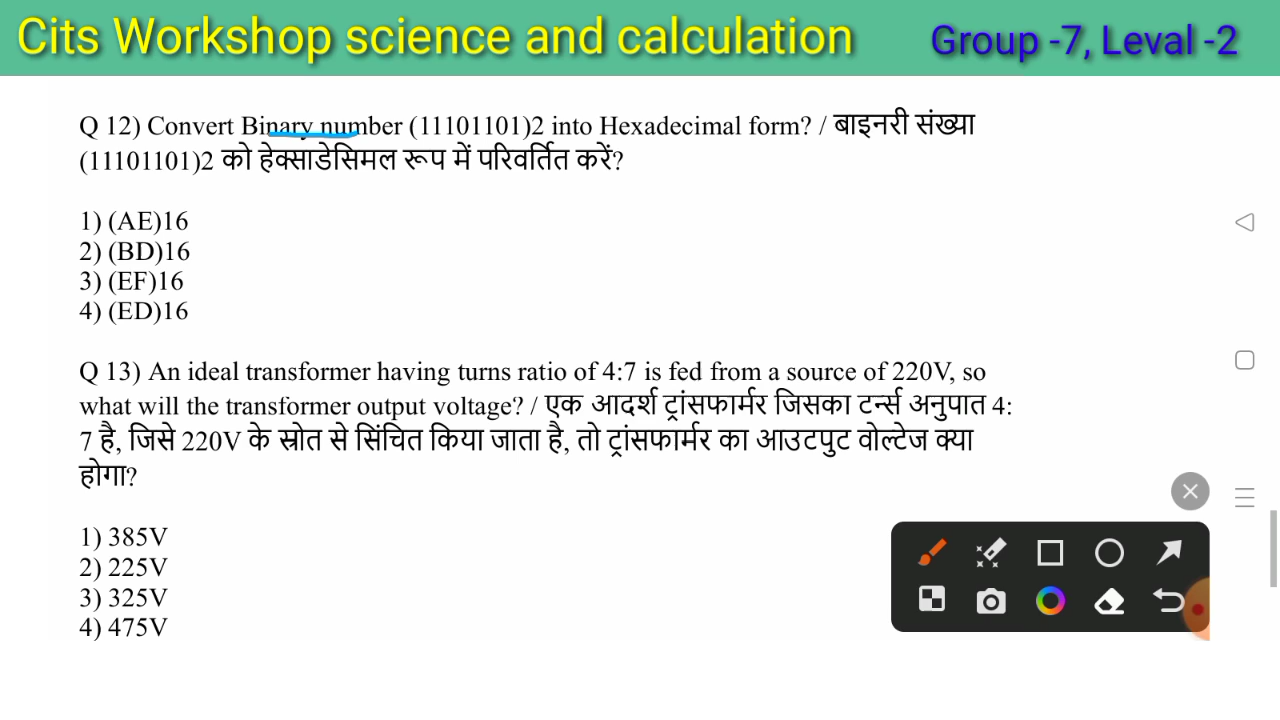 Cits Workshop science and calculation
Group -7, Leval -2
Q 12) Convert Binary number (11101101)2 into Hexadecimal form? / बाइनरी संख्या
(11101101)2 को हेक्साडेसिमल रूप में परिवर्तित करें?
1) (AE)16
2) (BD)16
3) (EF)16
4) (ED)16
Q 13) An ideal transformer having turns ratio of 4:7 is fed from a source of 220V, so
what will the transformer output voltage? / एक आदर्श ट्रांसफार्मर जिसका टर्न्स अनुपात 4:
7 है, जिसे 220V के स्रोत से सिंचित किया जाता है, तो ट्रांसफार्मर का आउटपुट वोल्टेज क्या
होगा?
1) 385V
2) 225V
3) 325V
4) 475V